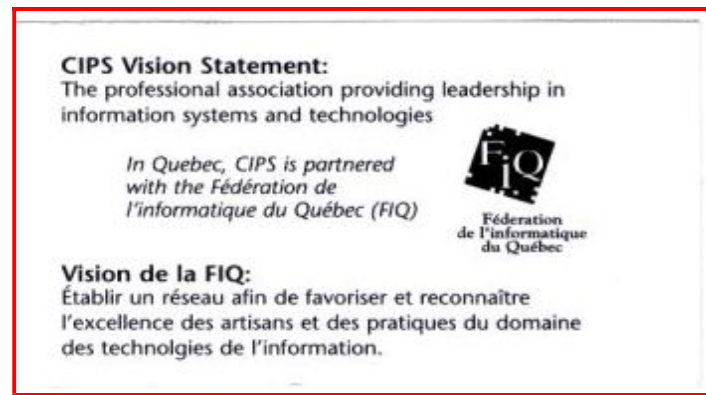 CIPS Vision Statement:
The professional association providing leadership in
information systems and technologies
In Quebec, CIPS is partnered
with the Fédération de
l'informatique du Québec (FIQ)
FiQ
Féderation
de l'informatique
du Québec
Vision de la FIQ:
Établir un réseau afin de favoriser et reconnaître
l'excellence des artisans et des pratiques du domaine
des technolgies de l'information.